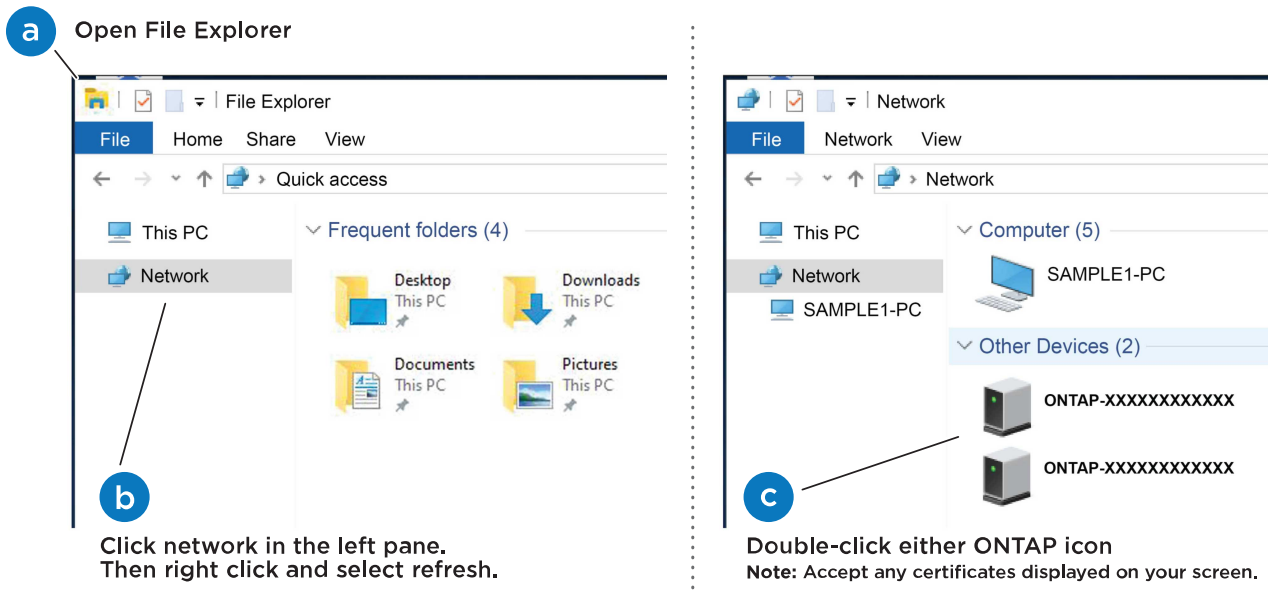 a
Open File Explorer
File Explorer
File Home Share View
Quick access
This PC
Network
Frequent folders (4)
Desktop
This PC
Downloads
This PC
Documents
This PC
Pictures
This PC
b
Click network in the left pane.
Then right click and select refresh.
Network
File Network View
Network
This PC
Network
SAMPLE1-PC
Computer (5)
SAMPLE1-PC
Other Devices (2)
ONTAP-XXXXXXXXXXXX
ONTAP-XXXXXXXXXXXX
c
Double-click either ONTAP icon
Note: Accept any certificates displayed on your screen.